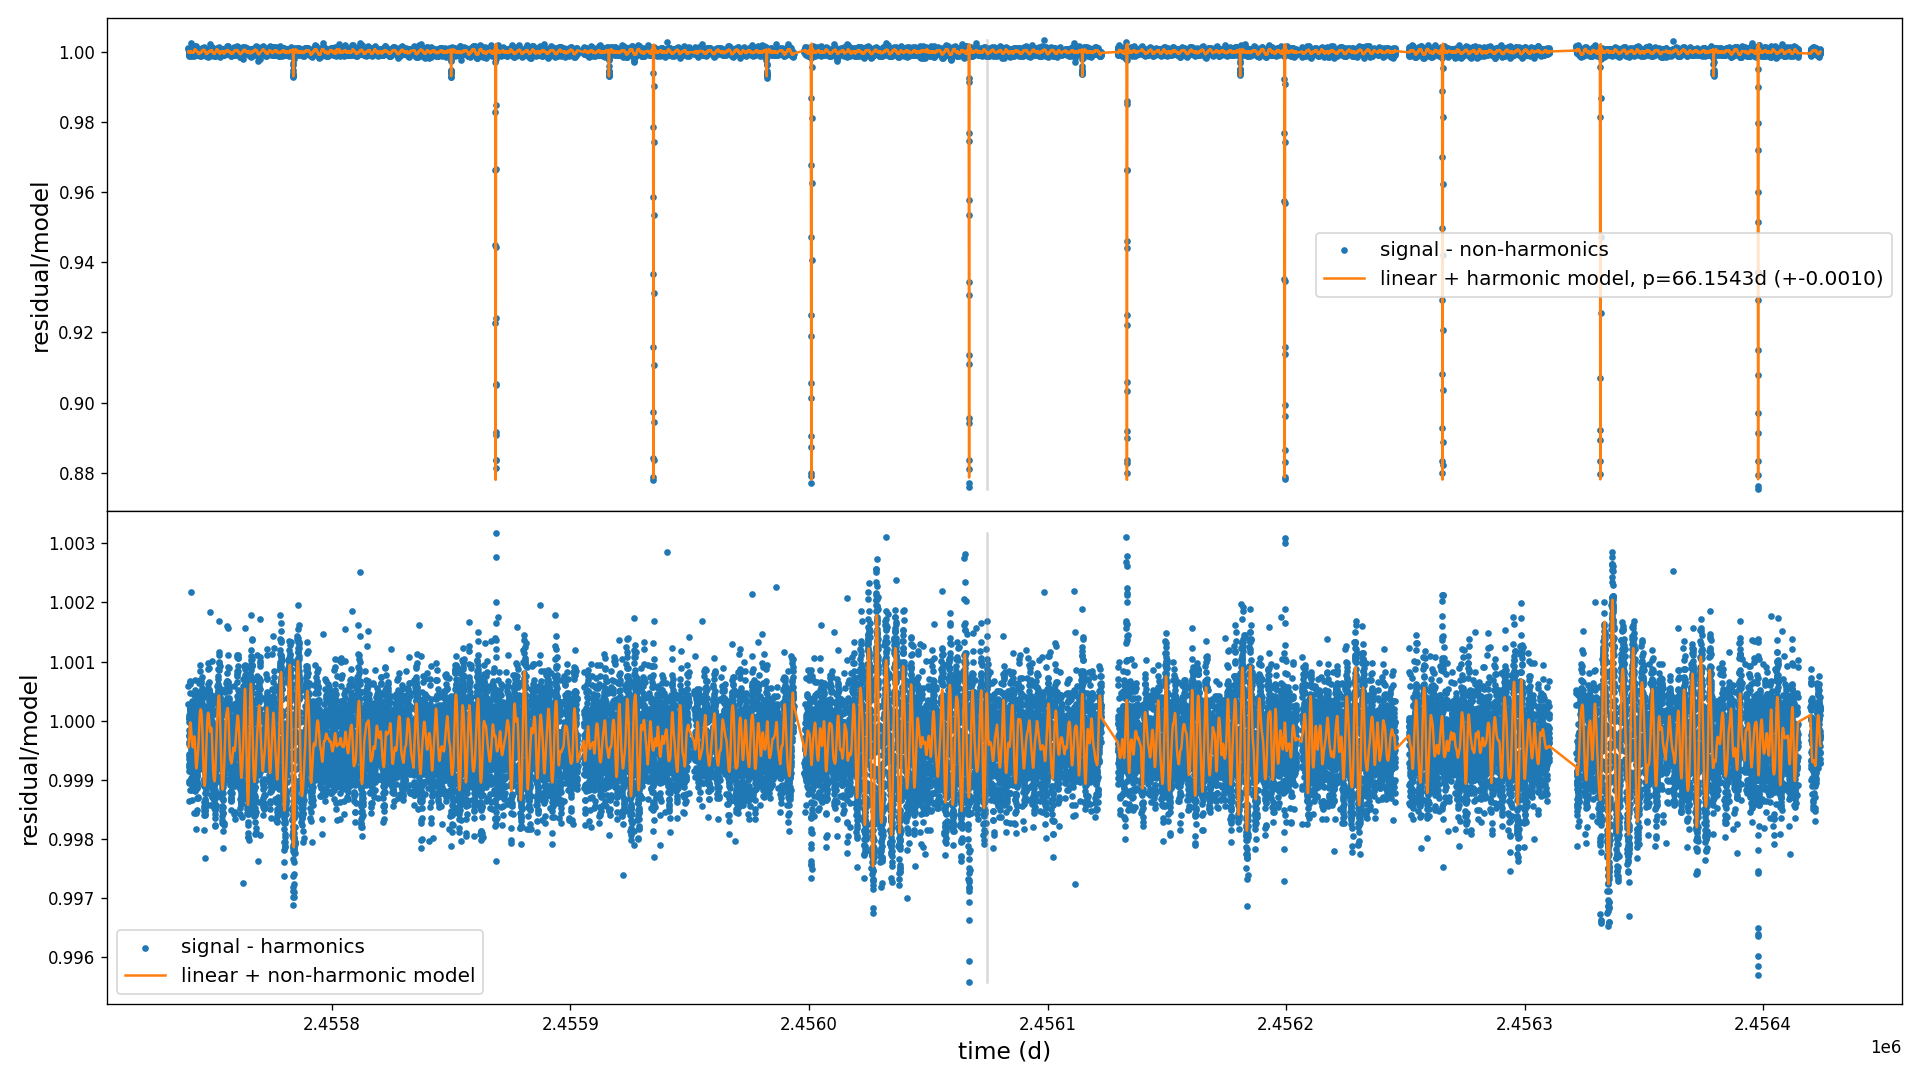 residual/model
1.00
0.98
0.96
0.94
0.92
0.90
0.88
signal - non-harmonics
linear + harmonic model, p=66.1543d (+-0.0010)
residual/model
1.003
1.002
1.001
1.000
0.999
0.998
0.997
0.996
signal - harmonics
linear + non-harmonic model
2.4558 2.4559 2.4560 2.4561 2.4562 2.4563 2.4564
1e6
time (d)